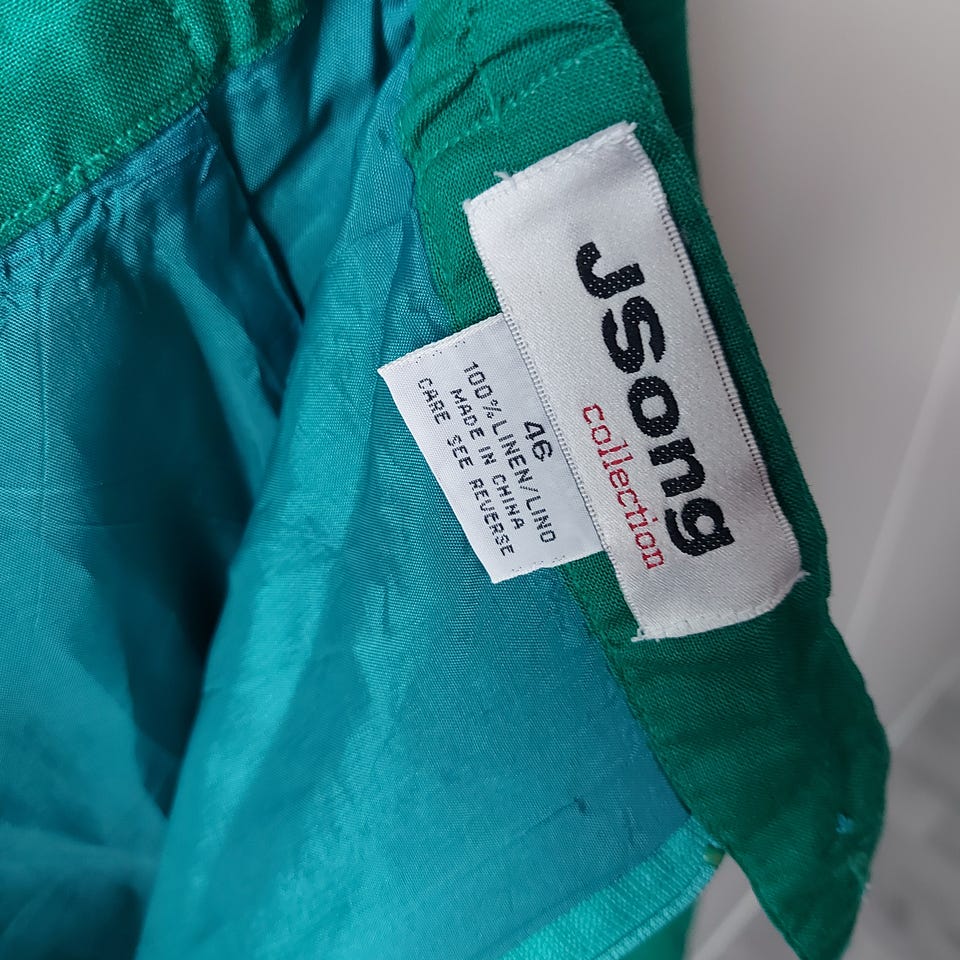 JSong
collection
46
100%LINEN/LINO
MADE IN CHINA
CARE SEE REVERSE